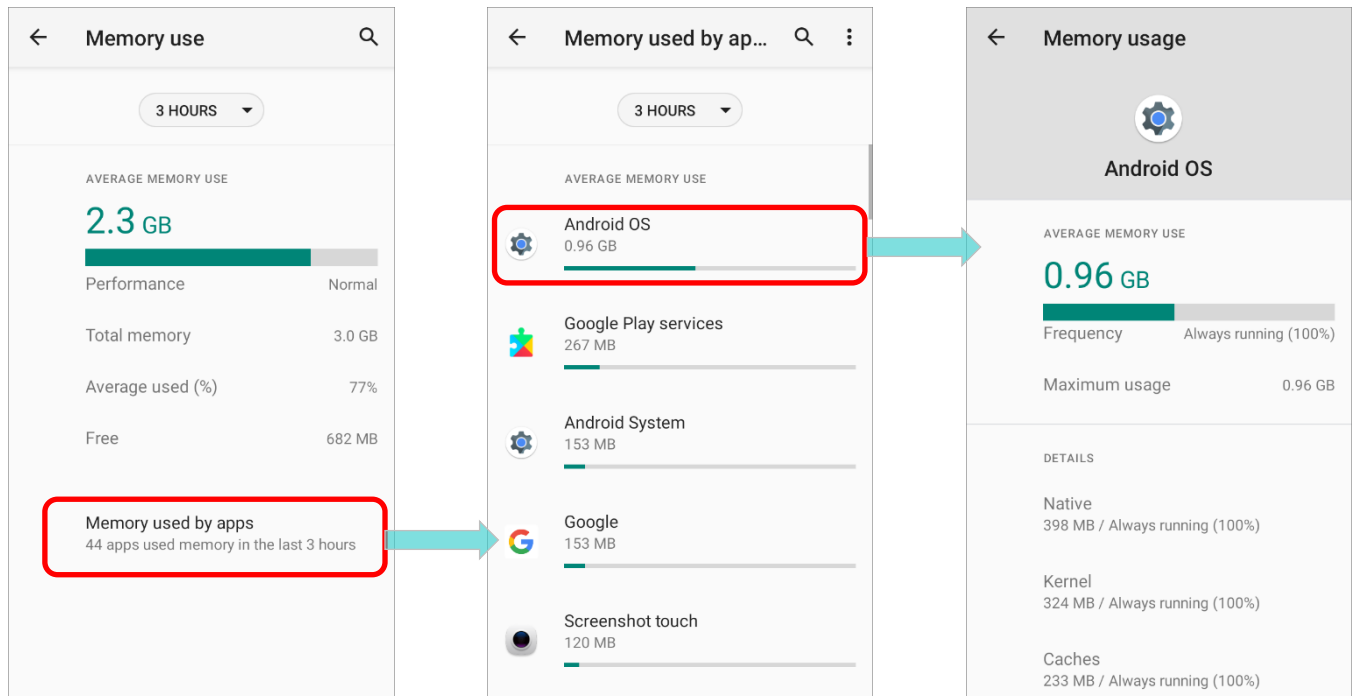 Memory use
3 HOURS
AVERAGE MEMORY USE
2.3 GB
Performance Normal
Total memory 3.0 GB
Average used (%) 77%
Free 682 MB
Memory used by apps
44 apps used memory in the last 3 hours
Memory used by ap...
3 HOURS
AVERAGE MEMORY USE
Android OS
0.96 GB
Google Play services
267 MB
Android System
153 MB
Google
153 MB
Screenshot touch
120 MB
Memory usage
Android OS
AVERAGE MEMORY USE
0.96 GB
Frequency Always running (100%)
Maximum usage 0.96 GB
DETAILS
Native
398 MB / Always running (100%)
Kernel
324 MB / Always running (100%)
Caches
233 MB / Always running (100%)